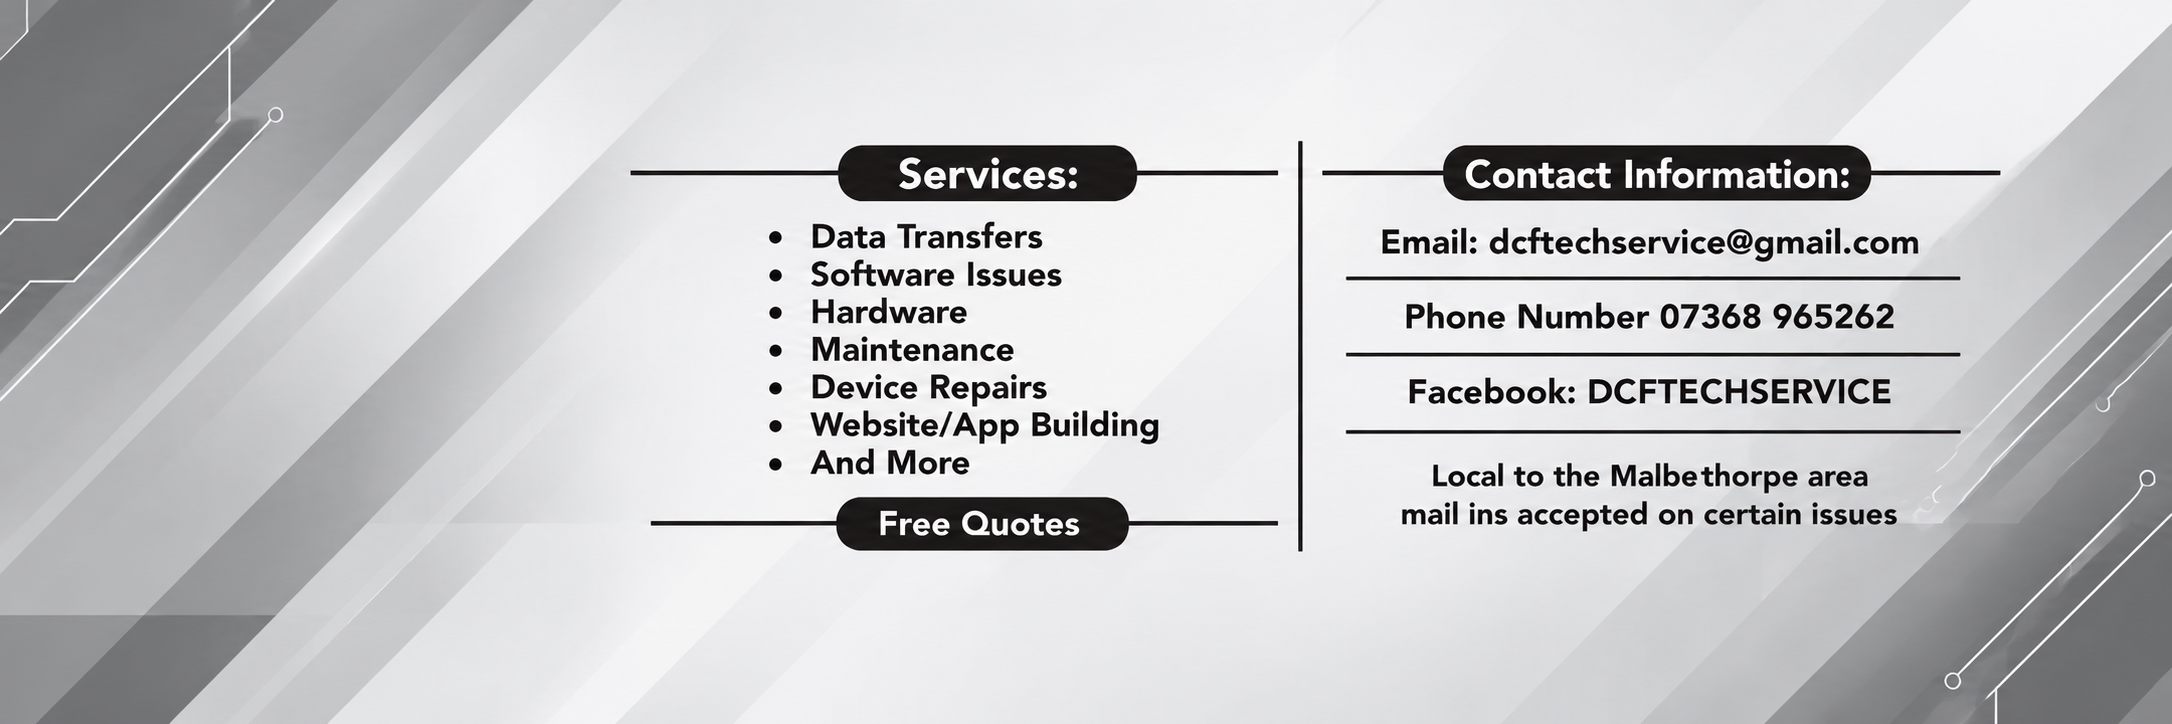 Services:
• Data Transfers
• Software Issues
• Hardware
• Maintenance
• Device Repairs
• Website/App Building
• And More
Free Quotes
Contact Information:
Email: dcftechservice@gmail.com
Phone Number 07368 965262
Facebook: DCFTECHSERVICE
Local to the Malbethorpe area
mail ins accepted on certain issues